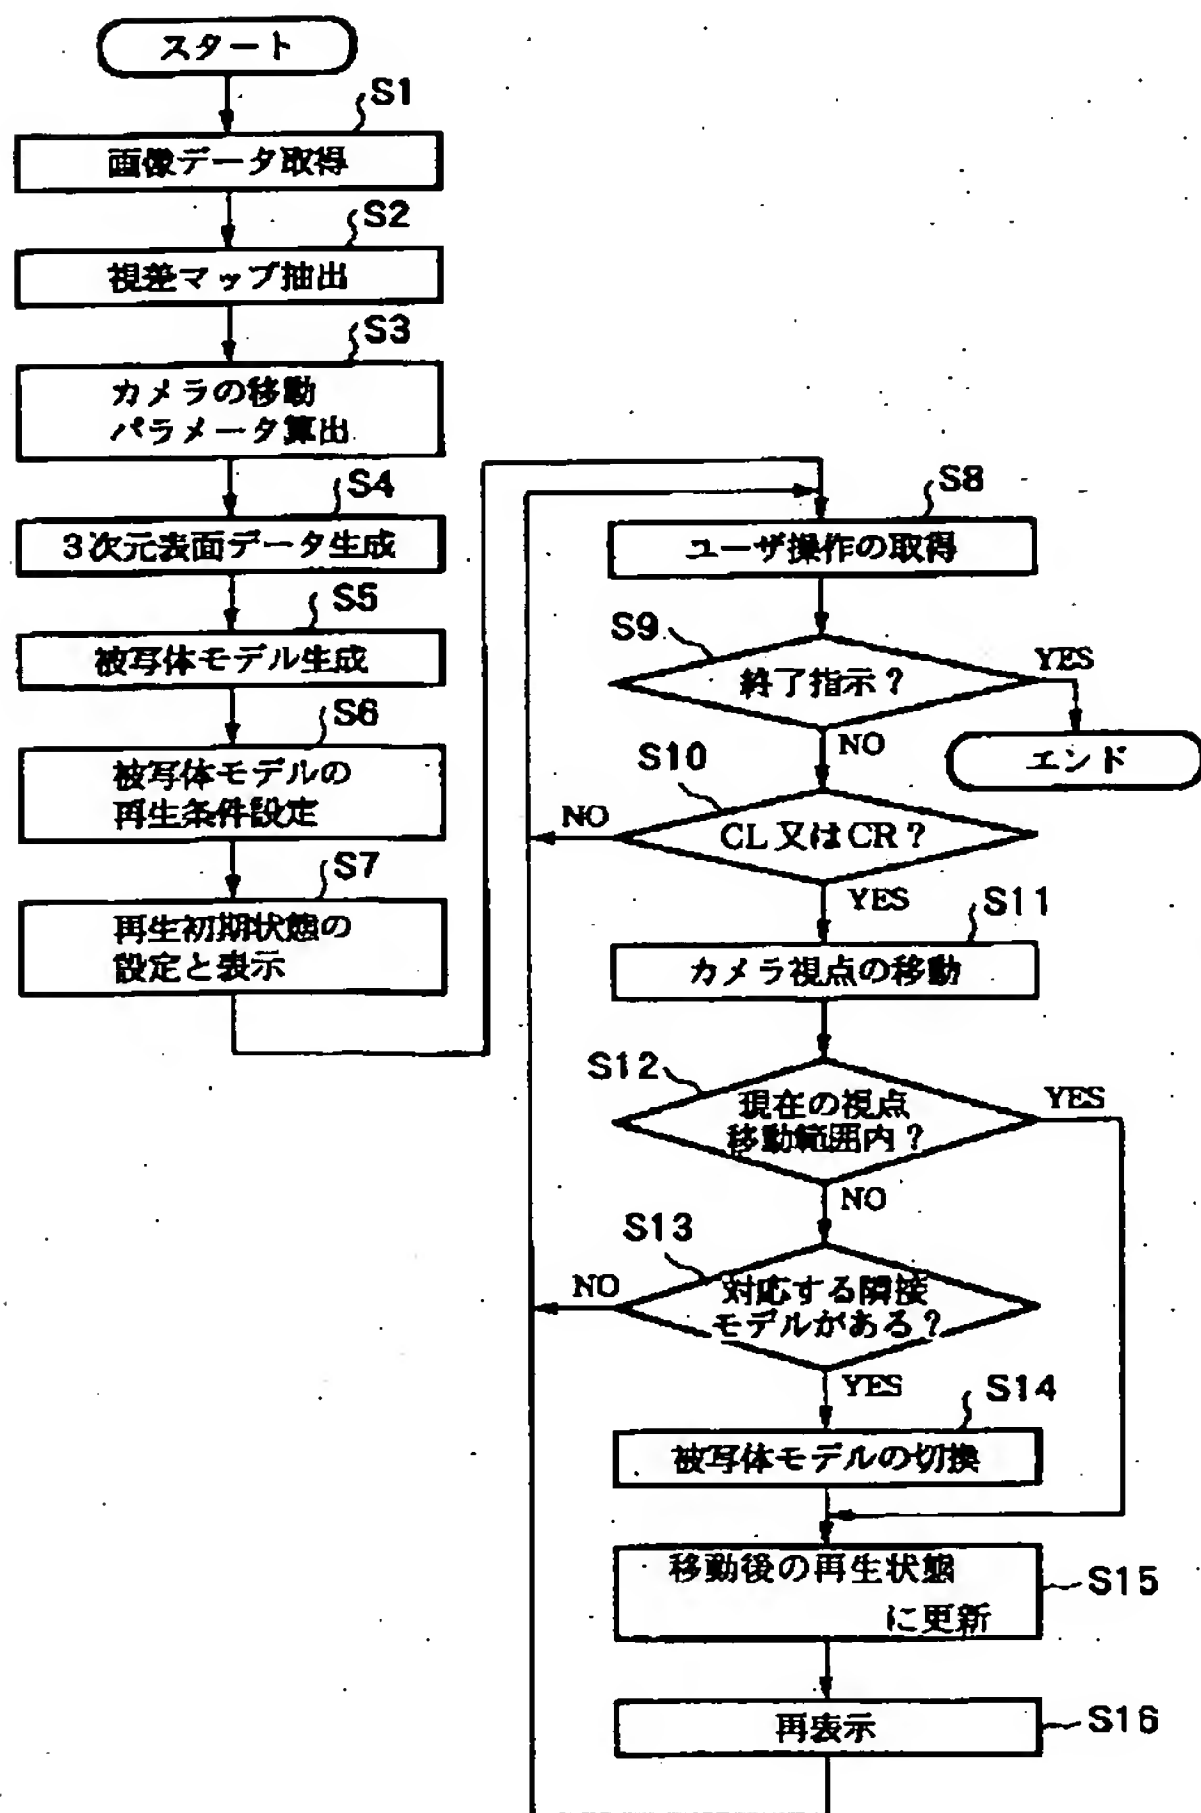 スタート
S1
画像データ取得
S2
視差マップ抽出
S3
カメラの移動
パラメータ算出
S4
3次元表面データ生成
S5
被写体モデル生成
S6
被写体モデルの
再生条件設定
S7
再生初期状態の
設定と表示
S8
ユーザ操作の取得
S9
終了指示?
YES
NO
エンド
S10
CL又はCR?
NO
YES
S11
カメラ視点の移動
S12
現在の視点
移動範囲内?
YES
NO
S13
対応する隣接
モデルがある?
NO
YES
S14
被写体モデルの切換
移動後の再生状態
に更新
S15
再表示
S16